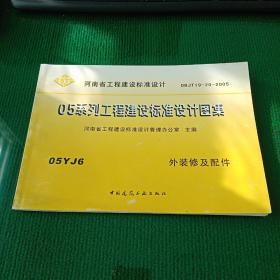 河南省工程建设标准设计 DBJT19-20-2005
05系列工程建设标准设计图集
河南省工程建设标准设计管理办公室 主编
05YJ6 外装修及配件
中国建筑工业出版社